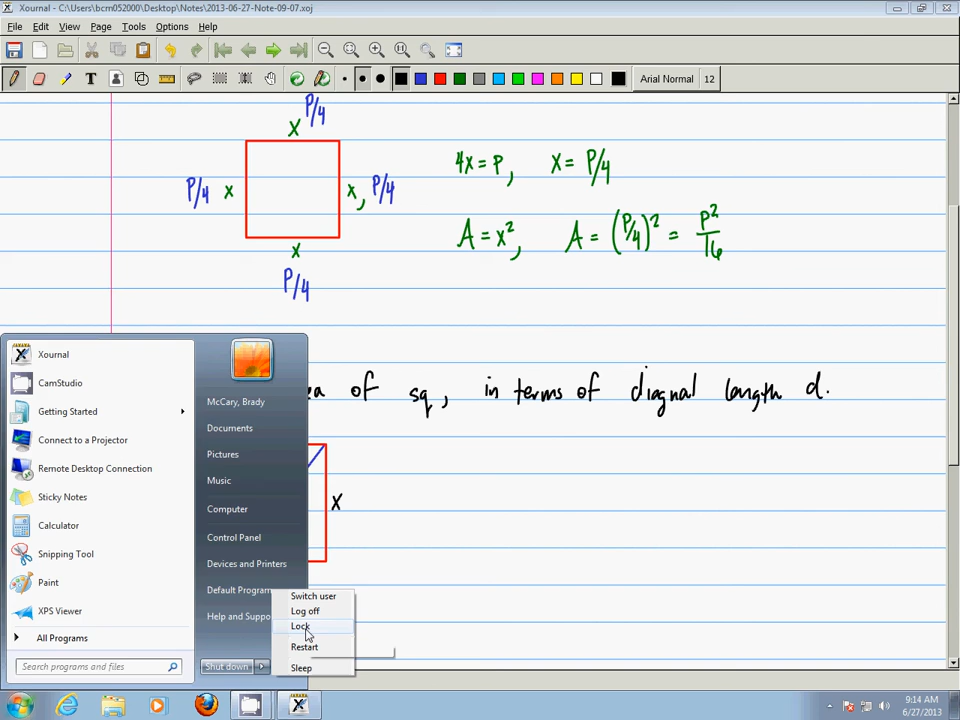 Xournal - C:\Users\bcm052000\Desktop\Notes\2013-06-27-Note-09-07.xoj
File Edit View Page Tools Options Help
Arial Normal 12
P/4
x
P/4 x x, P/4
x
P/4
4x = P, x = P/4
A = x², A = (P/4)² = P²/16
ea of sq, in terms of diagnal length d.
x
Xournal
CamStudio
Getting Started
Connect to a Projector
Remote Desktop Connection
Sticky Notes
Calculator
Snipping Tool
Paint
XPS Viewer
All Programs
Search programs and files
McCary, Brady
Documents
Pictures
Music
Computer
Control Panel
Devices and Printers
Default Program
Help and Suppo
Shut down
Switch user
Log off
Lock
Restart
Sleep
9:14 AM
6/27/2013